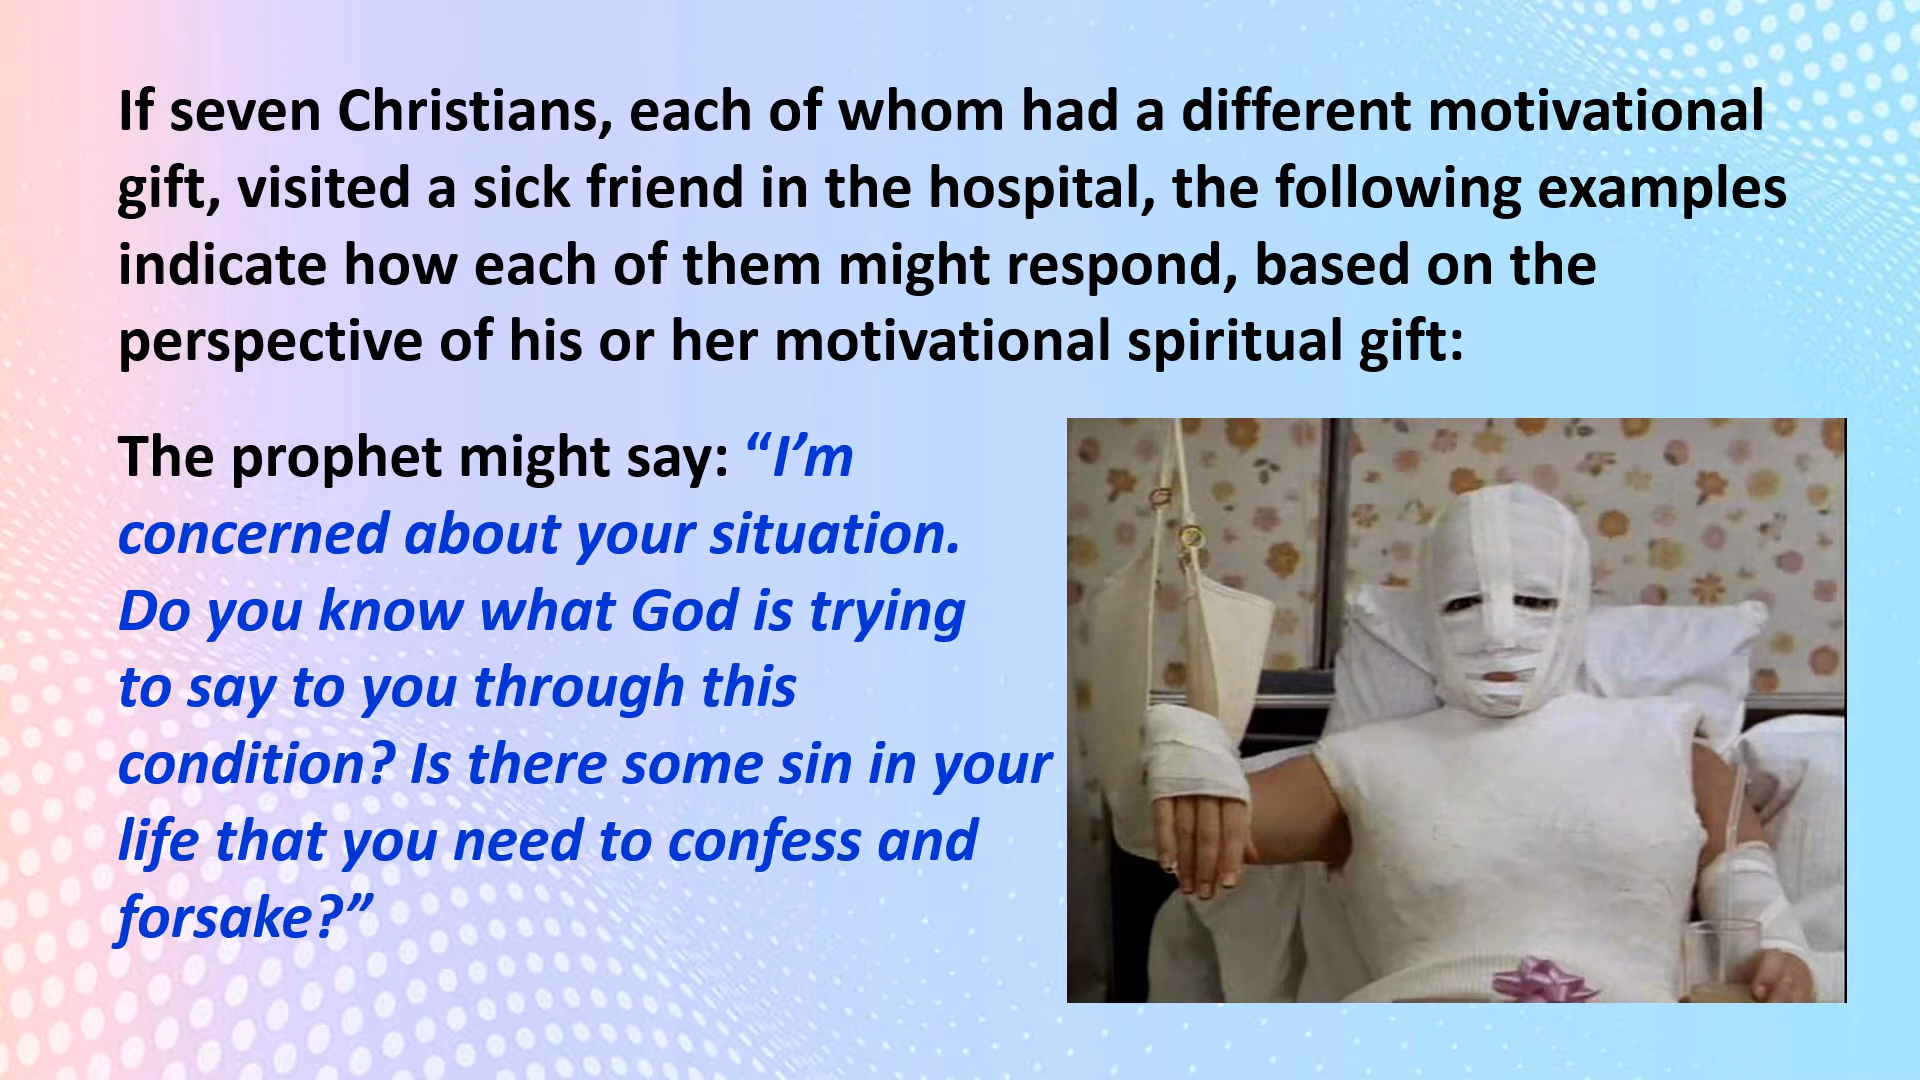 If seven Christians, each of whom had a different motivational
gift, visited a sick friend in the hospital, the following examples
indicate how each of them might respond, based on the
perspective of his or her motivational spiritual gift:
The prophet might say: “I’m
concerned about your situation.
Do you know what God is trying
to say to you through this
condition? Is there some sin in your
life that you need to confess and
forsake?”